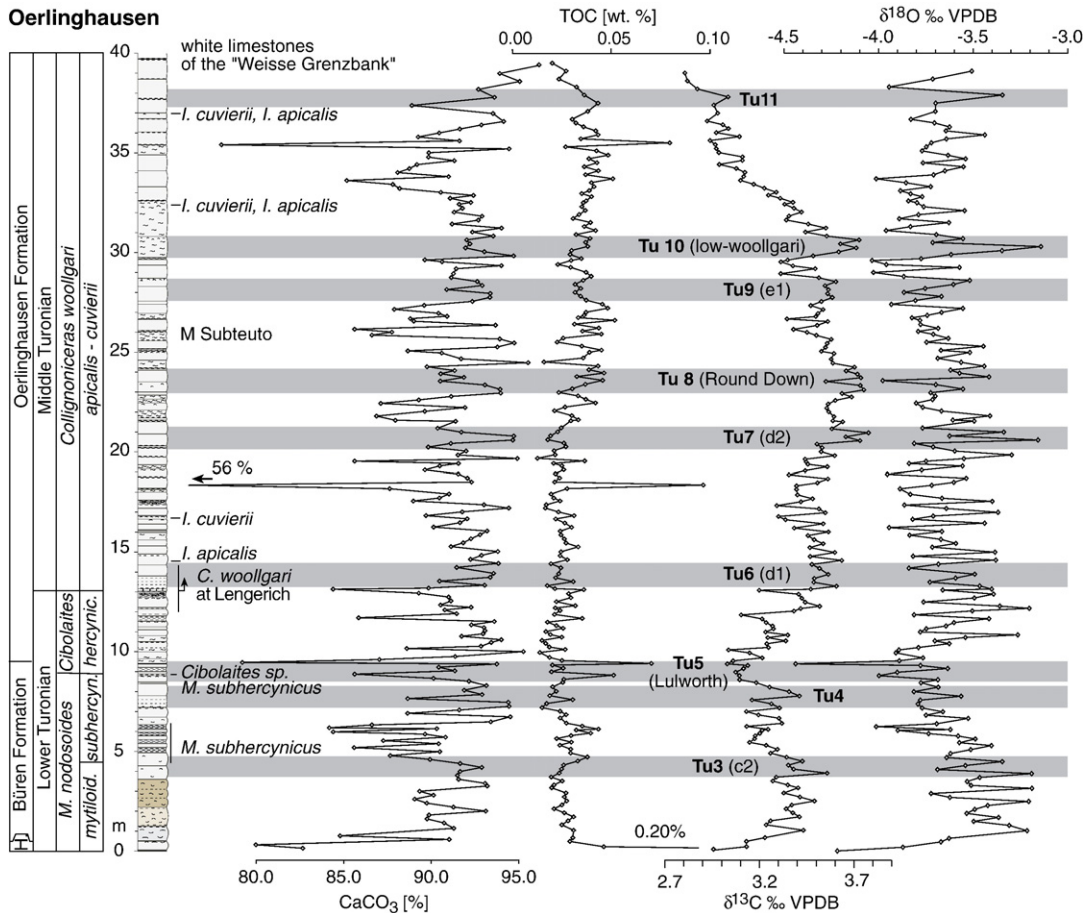 Oerlinghausen
TOC [wt. %]
δ18O ‰ VPDB
0.00 0.05 0.10
-4.5 -4.0 -3.5 -3.0
white limestones
of the "Weisse Grenzbank"
40
35
30
25
20
15
10
5
m
0
Oerlinghausen Formation
Büren Formation
H
Middle Turonian
Lower Turonian
Collignoniceras woollgari
Cibolaites
M. nodosoides
apicalis - cuvierii
hercynic.
subhercyn.
mytiloid.
Tu11
I. cuvierii, I. apicalis
I. cuvierii, I. apicalis
Tu 10 (low-woollgari)
Tu9 (e1)
M Subteuto
Tu 8 (Round Down)
Tu7 (d2)
56 %
I. cuvierii
I. apicalis
C. woollgari
at Lengerich
Tu6 (d1)
Cibolaites sp.
Tu5
(Lulworth)
M. subhercynicus
Tu4
M. subhercynicus
Tu3 (c2)
0.20%
80.0 85.0 90.0 95.0
CaCO3 [%]
2.7 3.2 3.7
δ13C ‰ VPDB